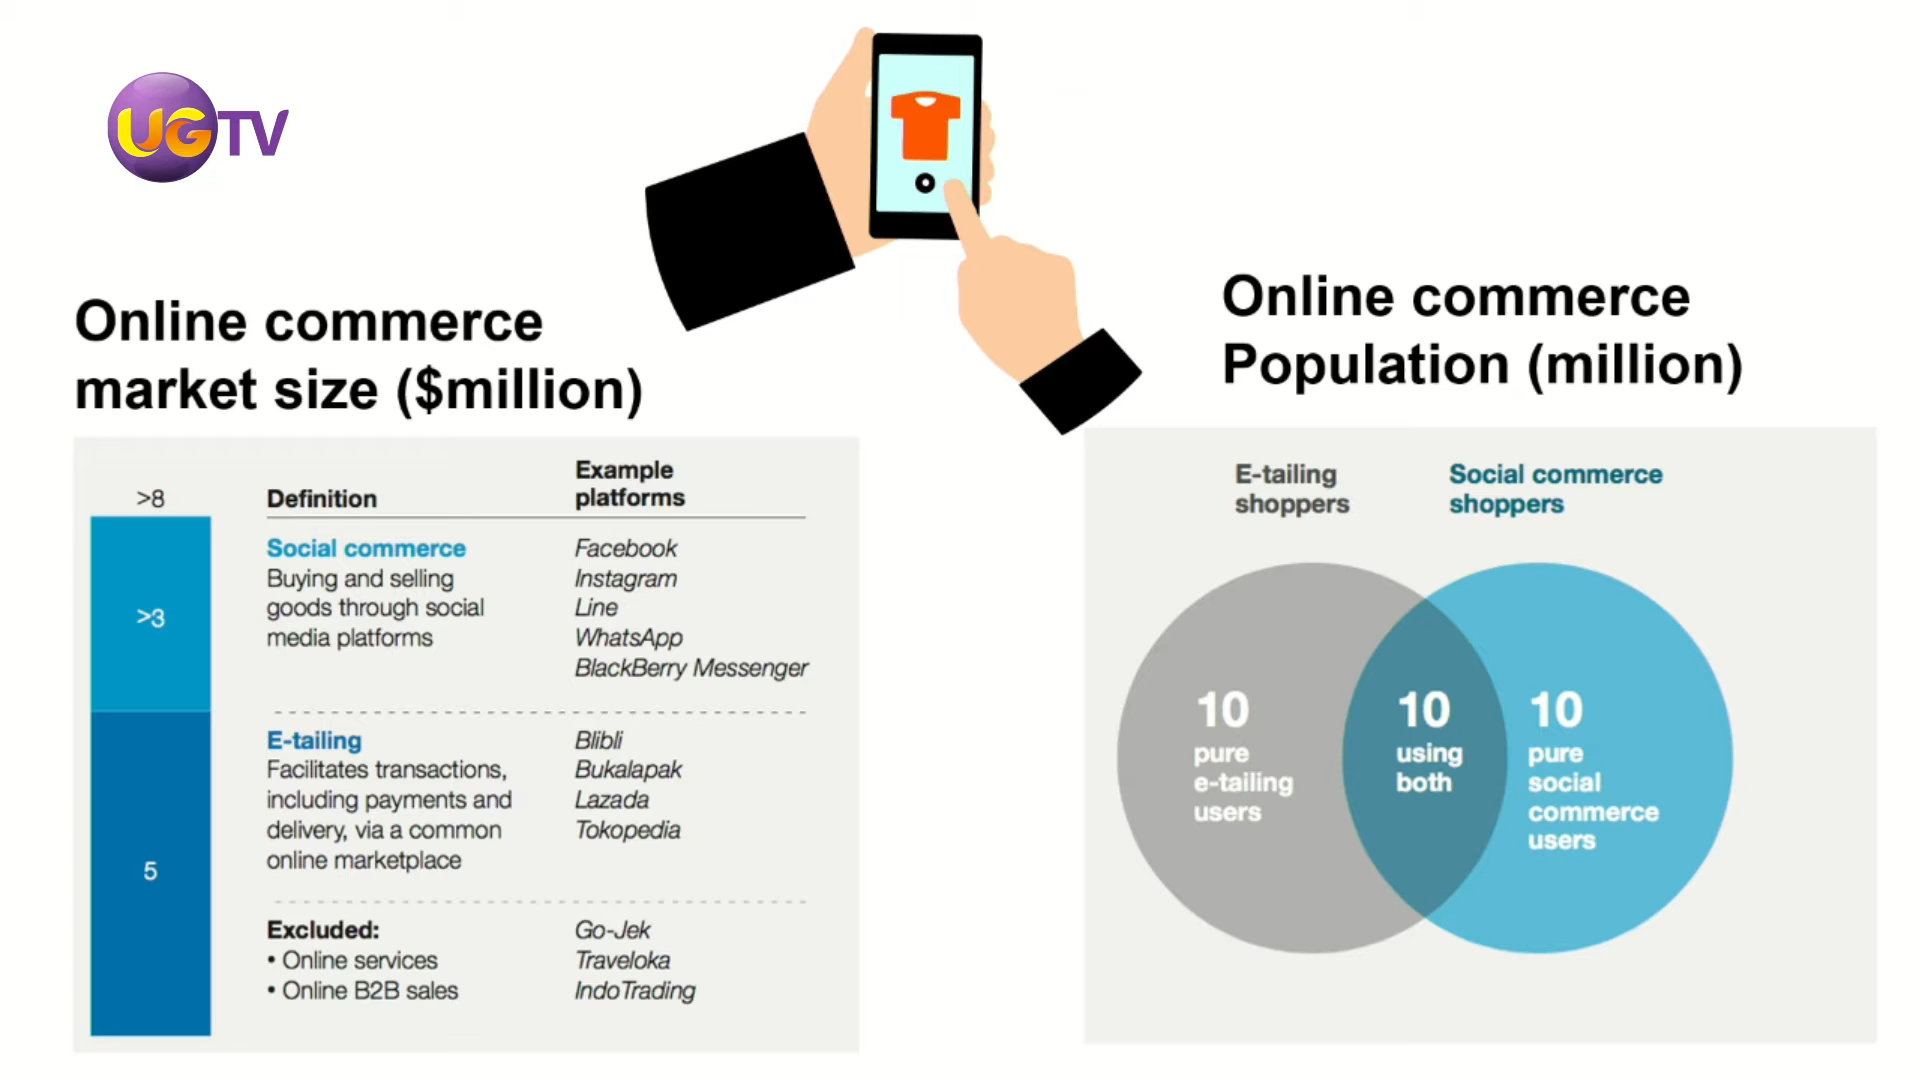 UGTV
Online commerce
market size ($million)
>8
Definition
Example
platforms
>3
Social commerce
Buying and selling
goods through social
media platforms
Facebook
Instagram
Line
WhatsApp
BlackBerry Messenger
5
E-tailing
Facilitates transactions,
including payments and
delivery, via a common
online marketplace
Blibli
Bukalapak
Lazada
Tokopedia
Excluded:
• Online services
• Online B2B sales
Go-Jek
Traveloka
IndoTrading
Online commerce
Population (million)
E-tailing
shoppers
Social commerce
shoppers
10
pure
e-tailing
users
10
using
both
10
pure
social
commerce
users